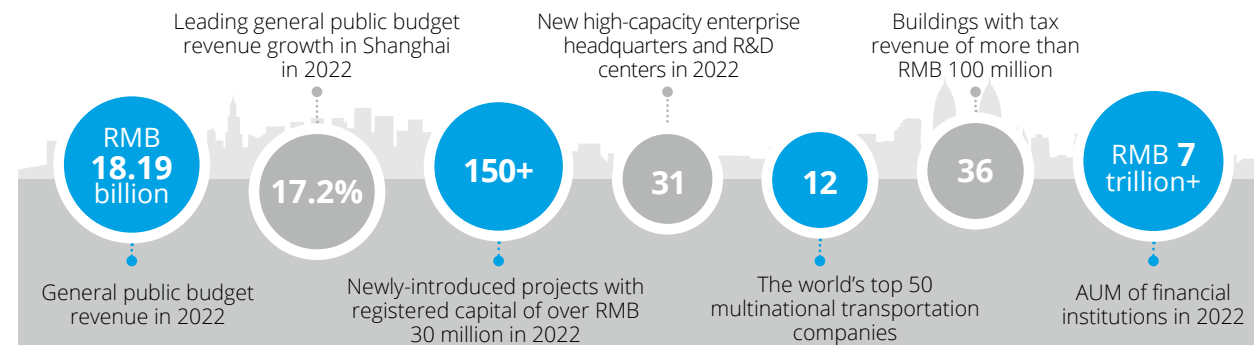 Leading general public budget
revenue growth in Shanghai
in 2022
New high-capacity enterprise
headquarters and R&D
centers in 2022
Buildings with tax
revenue of more than
RMB 100 million
RMB
18.19
billion
17.2%
150+
31
12
36
RMB 7
trillion+
General public budget
revenue in 2022
Newly-introduced projects with
registered capital of over RMB
30 million in 2022
The world's top 50
multinational transportation
companies
AUM of financial
institutions in 2022